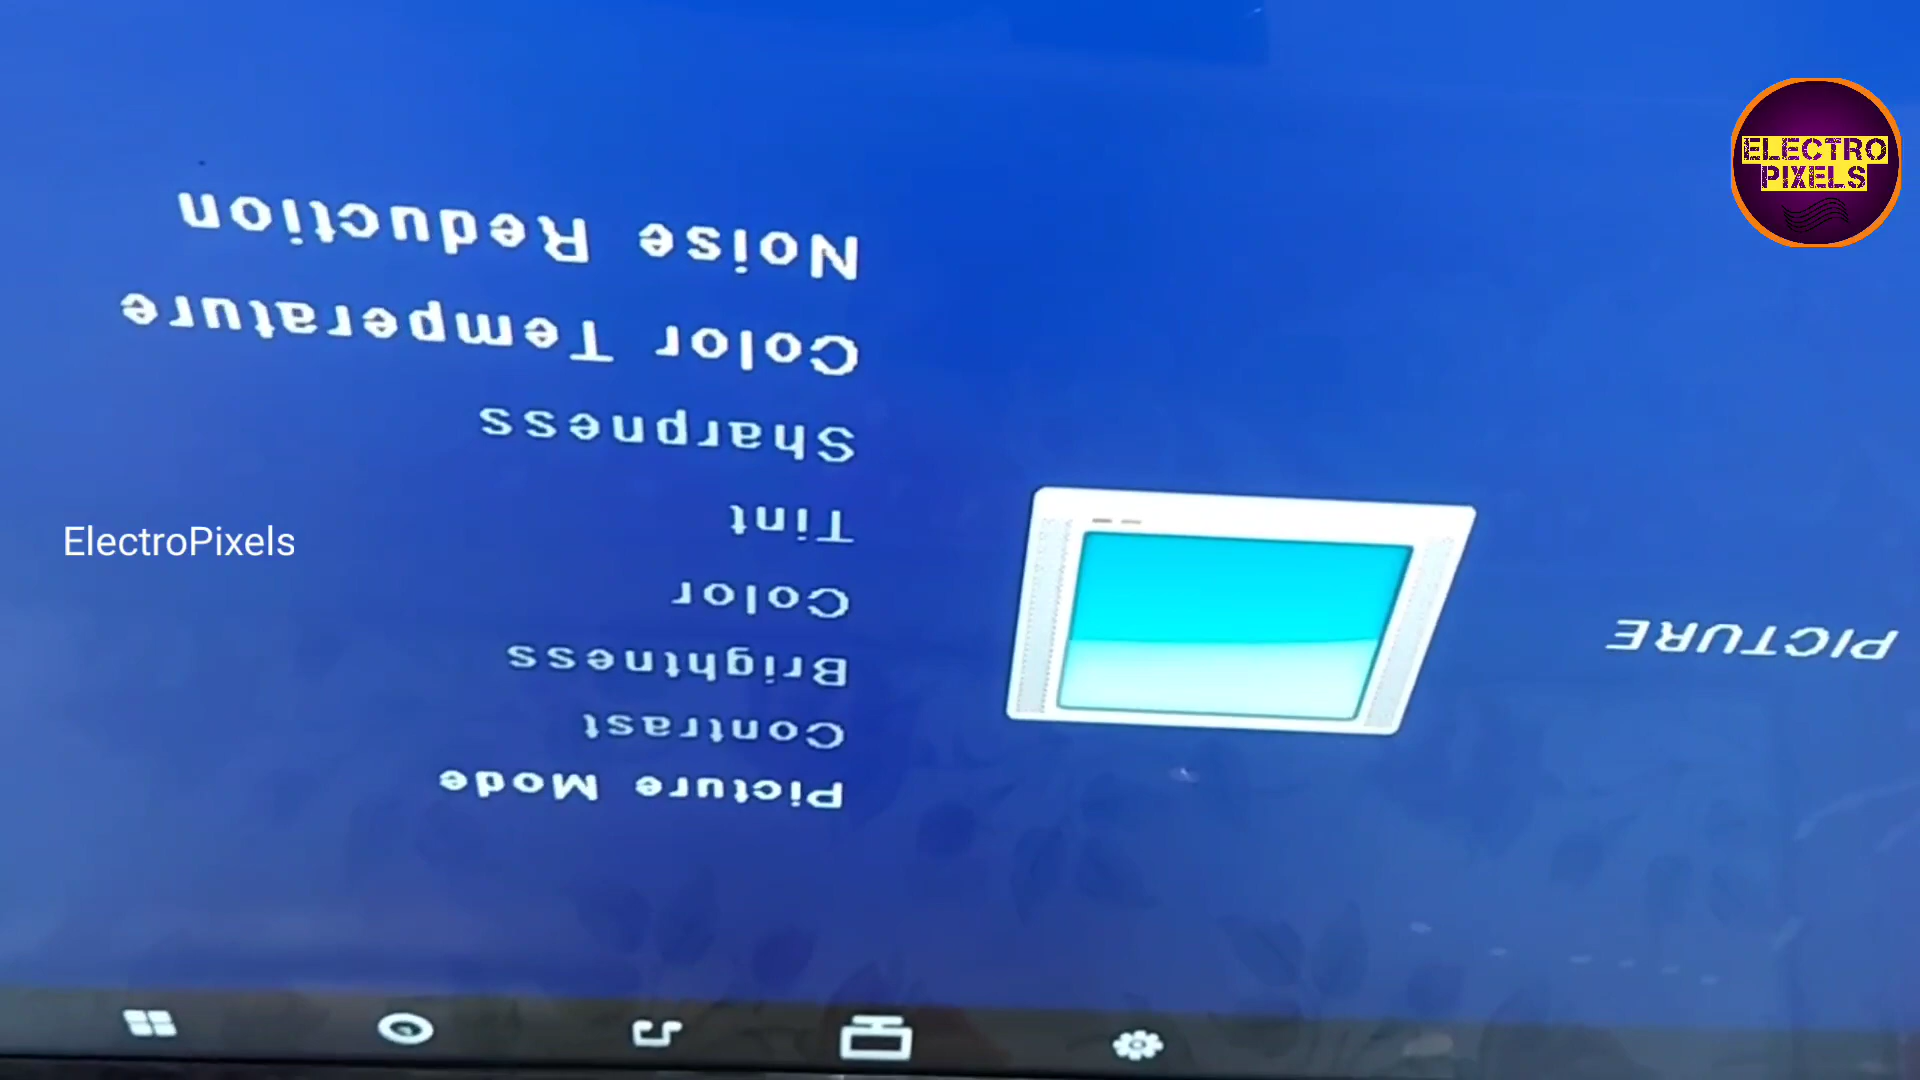 PICTURE
Picture Mode
Contrast
Brightness
Color
Tint
Sharpness
Color Temperature
Noise Reduction
ElectroPixels
ELECTRO
PIXELS